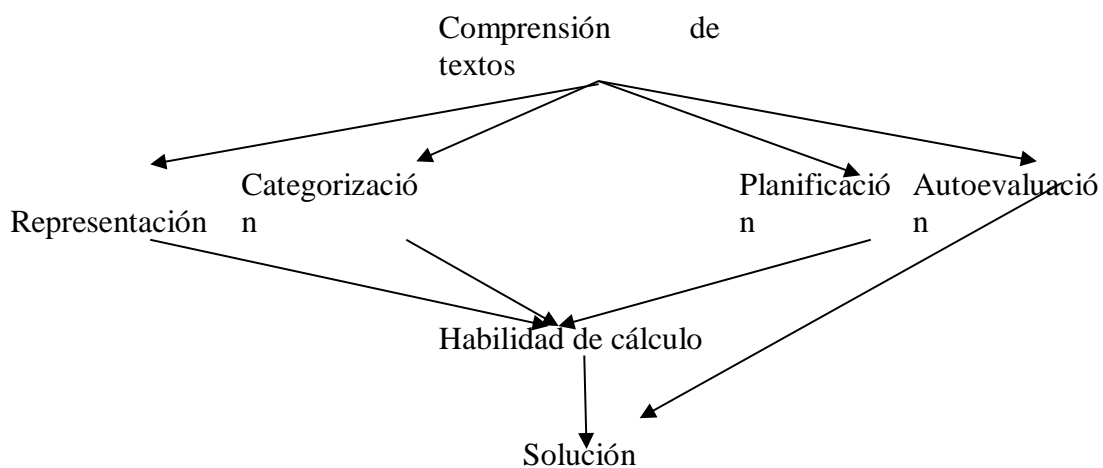 Comprensión de
textos
Representación
Categorizació
n
Planificació
n
Autoevaluació
n
Habilidad de cálculo
Solución